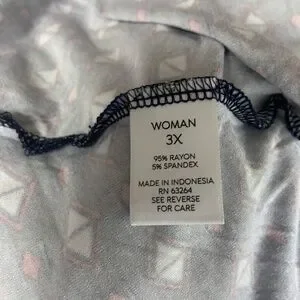 WOMAN
3X
95% RAYON
5% SPANDEX
MADE IN INDONESIA
RN 63264
SEE REVERSE
FOR CARE